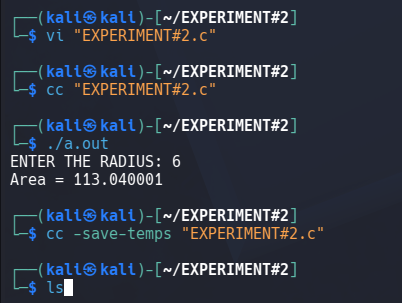 ┌──(kali㉿kali)-[~/EXPERIMENT#2]
└─$ vi "EXPERIMENT#2.c"
┌──(kali㉿kali)-[~/EXPERIMENT#2]
└─$ cc "EXPERIMENT#2.c"
┌──(kali㉿kali)-[~/EXPERIMENT#2]
└─$ ./a.out
ENTER THE RADIUS: 6
Area = 113.040001
┌──(kali㉿kali)-[~/EXPERIMENT#2]
└─$ cc -save-temps "EXPERIMENT#2.c"
┌──(kali㉿kali)-[~/EXPERIMENT#2]
└─$ ls